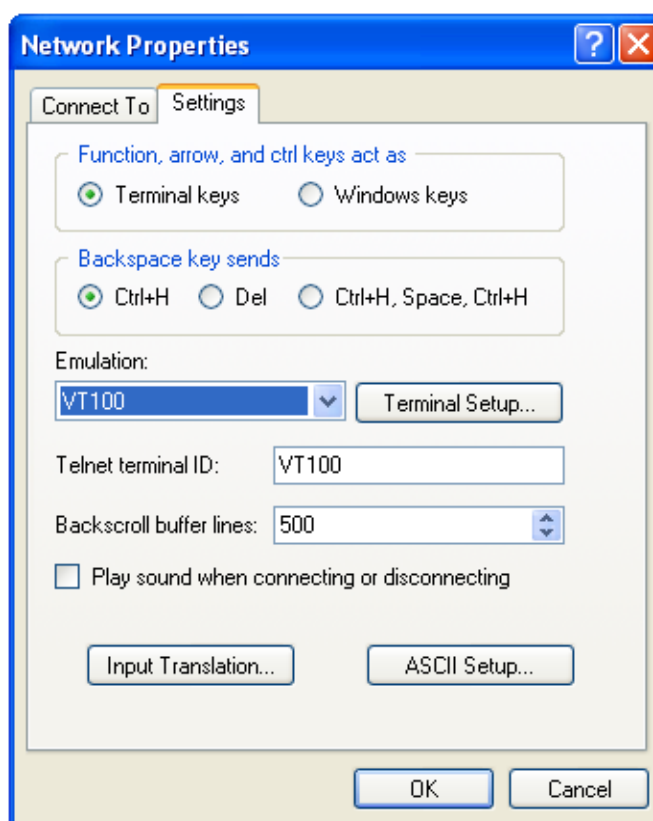 Network Properties
Connect To Settings
Function, arrow, and ctrl keys act as
Terminal keys Windows keys
Backspace key sends
Ctrl+H Del Ctrl+H, Space, Ctrl+H
Emulation:
VT100 Terminal Setup...
Telnet terminal ID: VT100
Backscroll buffer lines: 500
Play sound when connecting or disconnecting
Input Translation... ASCII Setup...
OK Cancel